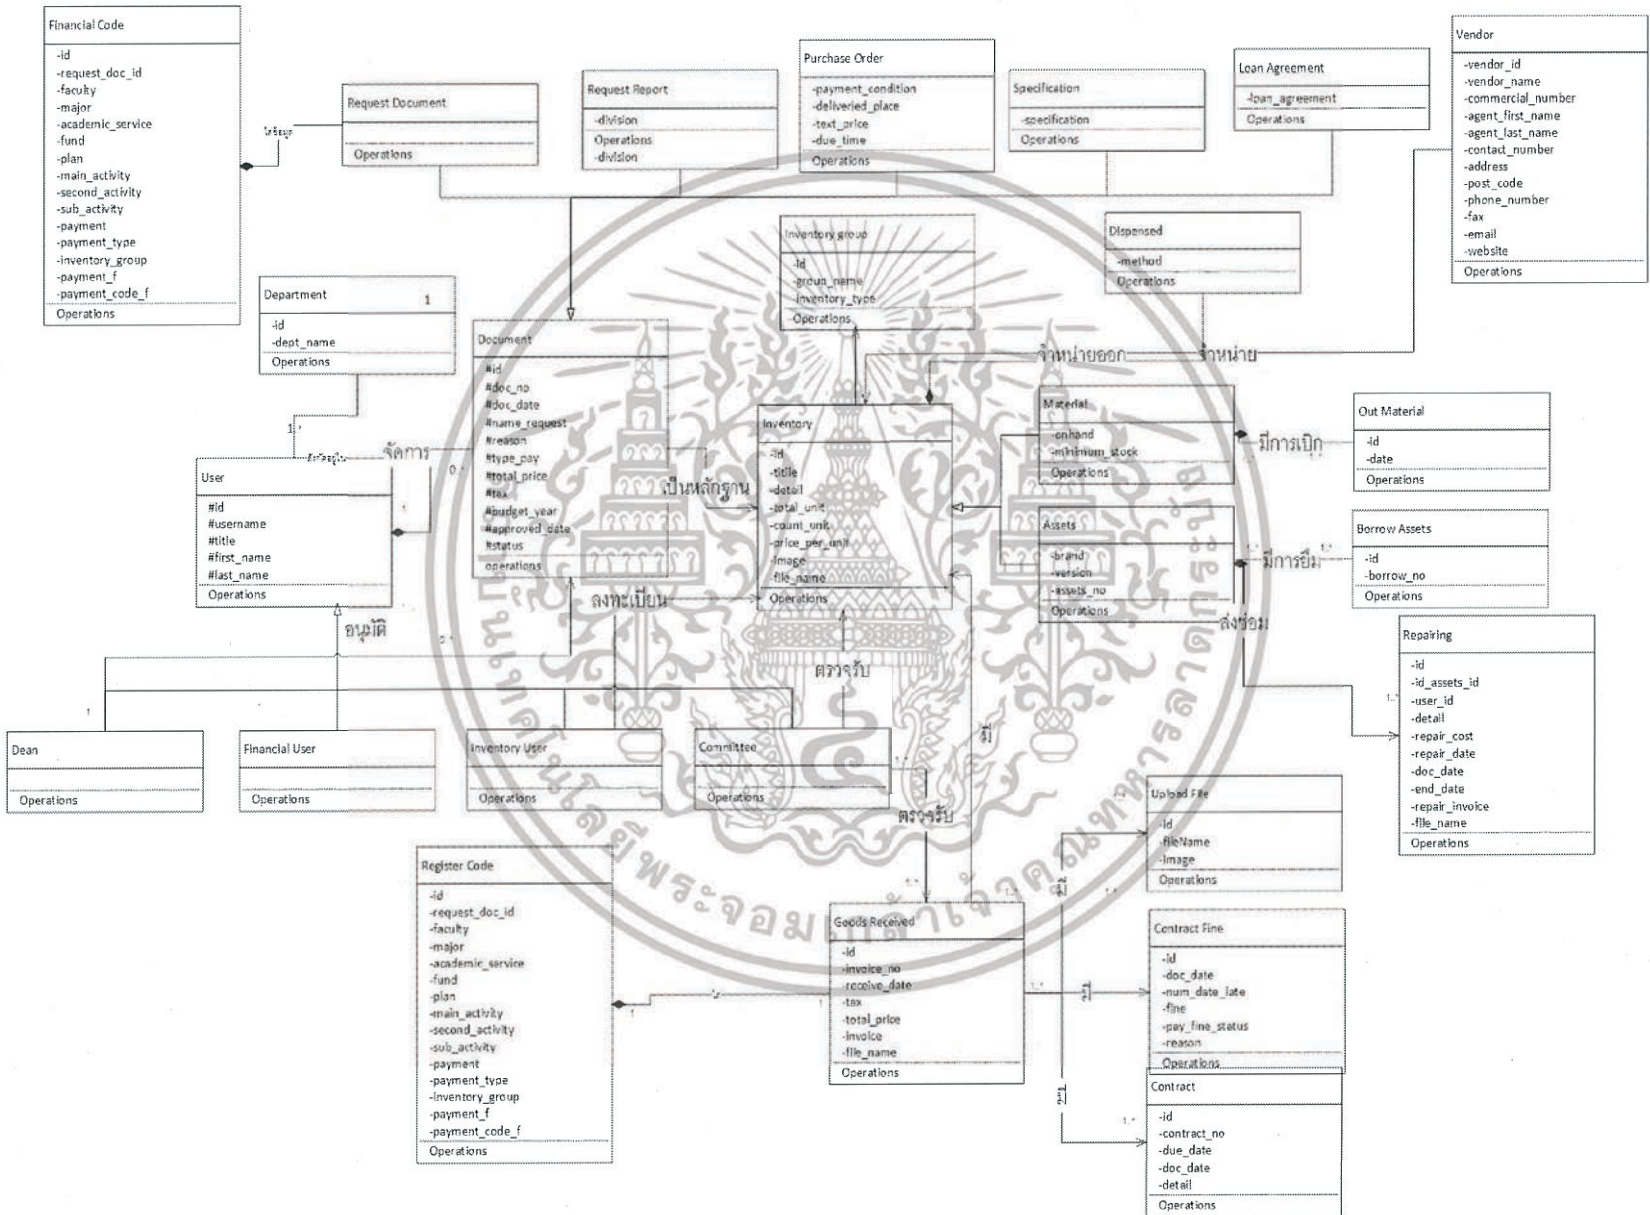 Financial Code
-id
-request_doc_id
-faculty
-major
-academic_service
-fund
-plan
-main_activity
-second_activity
-sub_activity
-payment
-payment_type
-inventory_group
-payment_f
-payment_code_f
Operations
Request Document
Operations
Request Report
-division
Operations
-division
Purchase Order
-payment_condition
-deliveried_place
-text_price
-due_time
Operations
Specification
-specification
Operations
Loan Agreement
-loan_agreement
Operations
Vendor
-vendor_id
-vendor_name
-commercial_number
-agent_first_name
-agent_last_name
-contact_number
-address
-post_code
-phone_number
-fax
-email
-website
Operations
Inventory group
-id
-group_name
-inventory_type
Operations
Dispensed
-method
Operations
Department
1
-id
-dept_name
Operations
Document
#id
#doc_no
#doc_date
#name_request
#reason
#type_pay
#total_price
#tax
#budget_year
#approved_date
#status
operations
จำหน่ายออก
จำหน่าย
Inventory
-id
-titile
-detail
-total_unit
-count_unit
-price_per_unit
-image
-file_name
Operations
Material
-onhand
-minimum_stock
Operations
มีการเบิก
Out Material
-id
-date
Operations
จัดการ
User
#id
#username
#title
#first_name
#last_name
Operations
เป็นหลักฐาน
Assets
-brand
-version
-assets_no
Operations
มีการยืม
Borrow Assets
-id
-borrow_no
Operations
ส่งซ่อม
ลงทะเบียน
อนุมัติ
ตรวจรับ
Repairing
-id
-id_assets_id
-user_id
-detail
-repair_cost
-repair_date
-doc_date
-end_date
-repair_invoice
-file_name
Operations
1
Dean
Operations
Financial User
Operations
Inventory User
Operations
Committee
Operations
ตรวจรับ
มี
Upload File
-id
-fileName
-image
Operations
Register Code
-id
-request_doc_id
-faculty
-major
-academic_service
-fund
-plan
-main_activity
-second_activity
-sub_activity
-payment
-payment_type
-inventory_group
-payment_f
-payment_code_f
Operations
1
1
Goods Received
-id
-invoice_no
-receive_date
-tax
-total_price
-invoice
-file_name
Operations
Contract Fine
-id
-doc_date
-num_date_late
-fine
-pay_fine_status
-reason
Operations
Contract
-id
-contract_no
-due_date
-doc_date
-detail
Operations